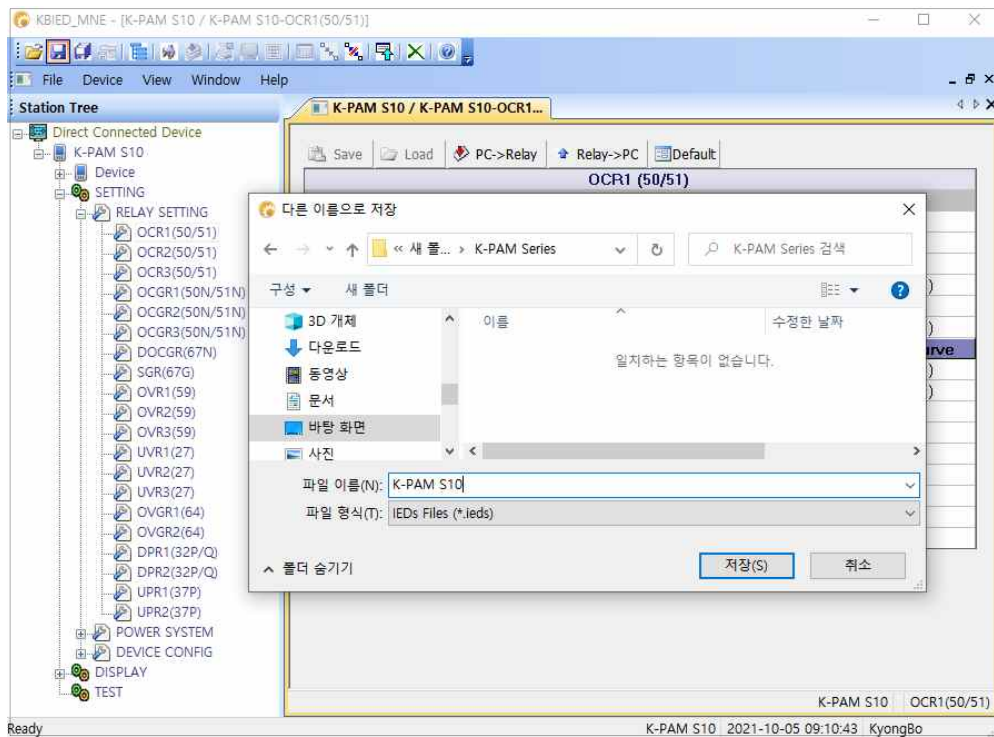 KBIED_MNE - [K-PAM S10 / K-PAM S10-OCR1(50/51)]
File Device View Window Help
Station Tree
K-PAM S10 / K-PAM S10-OCR1...
Direct Connected Device
K-PAM S10
Device
SETTING
RELAY SETTING
OCR1(50/51)
OCR2(50/51)
OCR3(50/51)
OCGR1(50N/51N)
OCGR2(50N/51N)
OCGR3(50N/51N)
DOCGR(67N)
SGR(67G)
OVR1(59)
OVR2(59)
OVR3(59)
UVR1(27)
UVR2(27)
UVR3(27)
OVGR1(64)
OVGR2(64)
DPR1(32P/Q)
DPR2(32P/Q)
UPR1(37P)
UPR2(37P)
POWER SYSTEM
DEVICE CONFIG
DISPLAY
TEST
Save Load PC->Relay Relay->PC Default
OCR1 (50/51)
다른 이름으로 저장
« 새 폴... › K-PAM Series
K-PAM Series 검색
구성 새 폴더
이름 수정한 날짜
일치하는 항목이 없습니다.
3D 개체
다운로드
동영상
문서
바탕 화면
사진
파일 이름(N): K-PAM S10
파일 형식(T): IEDs Files (*.ieds)
폴더 숨기기 저장(S) 취소
K-PAM S10 OCR1(50/51)
Ready K-PAM S10 2021-10-05 09:10:43 KyongBo